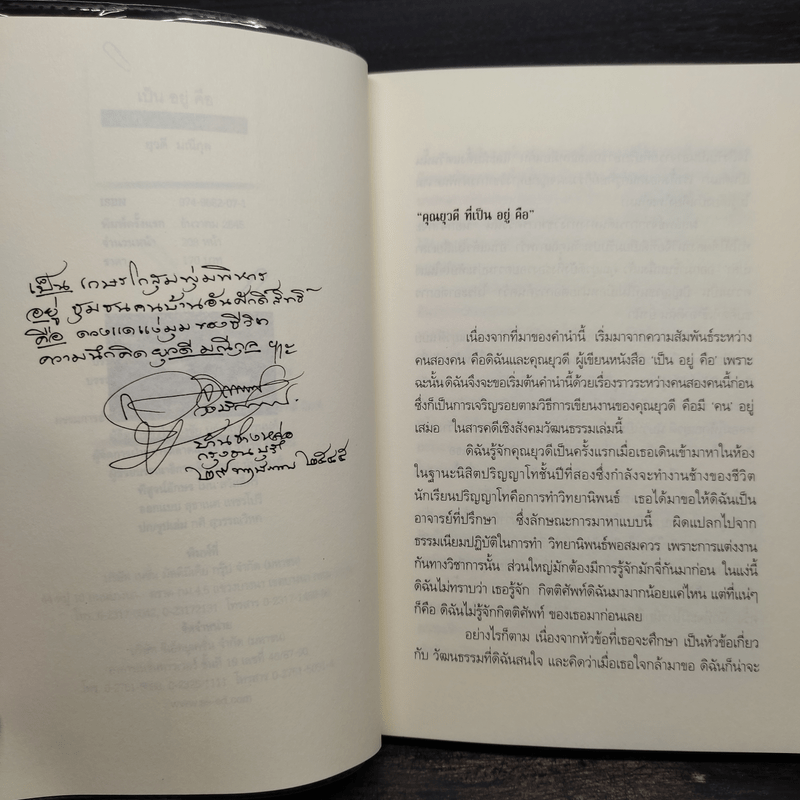 เป็น เกษรโกสุมทุ่มพิหาร
อยู่ ชุมชนคนบ้านอันศักดิ์สิทธิ์
คือ ดวงแดแง่มุมของชีวิต
ความนึกคิดยุวดี มณีกุล ฯะ
บ้านช่างหล่อ
กรุงธนบุรี
๒๕๔๕
"คุณยุวดี ที่เป็น อยู่ คือ"
เนื่องจากที่มาของคำนำนี้ เริ่มมาจากความสัมพันธ์ระหว่าง
คนสองคน คือดิฉันและคุณยุวดี ผู้เขียนหนังสือ 'เป็น อยู่ คือ' เพราะ
ฉะนั้นดิฉันจึงจะขอเริ่มต้นคำนำนี้ด้วยเรื่องราวระหว่างคนสองคนนี้ก่อน
ซึ่งก็เป็นการเจริญรอยตามวิธีการเขียนงานของคุณยุวดี คือมี 'คน' อยู่
เสมอ ในสารคดีเชิงสังคมวัฒนธรรมเล่มนี้
ดิฉันรู้จักคุณยุวดีเป็นครั้งแรกเมื่อเธอเดินเข้ามาหาในห้อง
ในฐานะนิสิตปริญญาโทชั้นปีที่สองซึ่งกำลังจะทำงานช้างของชีวิต
นักเรียนปริญญาโทคือการทำวิทยานิพนธ์ เธอได้มาขอให้ดิฉันเป็น
อาจารย์ที่ปรึกษา ซึ่งลักษณะการมาหาแบบนี้ ผิดแปลกไปจาก
ธรรมเนียมปฏิบัติในการทำ วิทยานิพนธ์พอสมควร เพราะการแต่งงาน
กันทางวิชาการนั้น ส่วนใหญ่มักต้องมีการรู้จักมักจี่กันมาก่อน ในแง่นี้
ดิฉันไม่ทราบว่า เธอรู้จัก กิตติศัพท์ดิฉันมามากน้อยแค่ไหน แต่ที่แน่ๆ
ก็คือ ดิฉันไม่รู้จักกิตติศัพท์ ของเธอมาก่อนเลย
อย่างไรก็ตาม เนื่องจากหัวข้อที่เธอจะศึกษา เป็นหัวข้อเกี่ยว
กับ วัฒนธรรมที่ดิฉันสนใจ และคิดว่าเมื่อเธอใจกล้ามาขอ ดิฉันก็น่าจะ